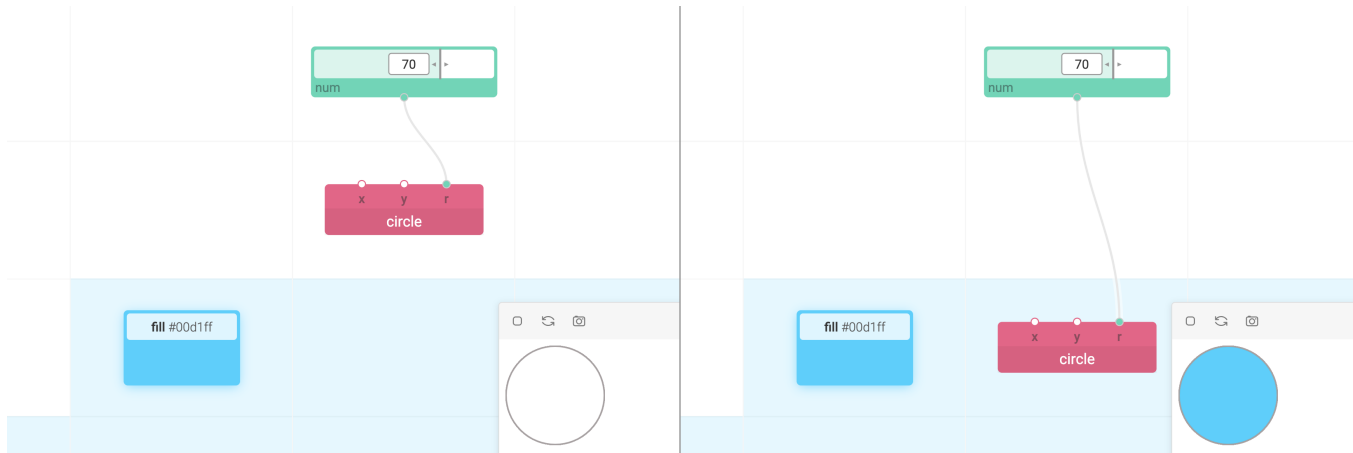 70
num
x y r
circle
fill #00d1ff
70
num
fill #00d1ff
x y r
circle